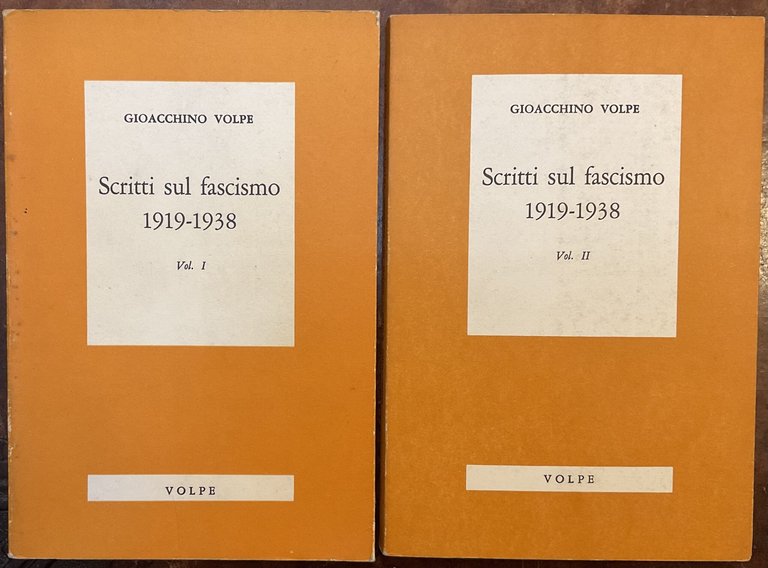 GIOACCHINO VOLPE
Scritti sul fascismo
1919-1938
Vol. I
VOLPE
GIOACCHINO VOLPE
Scritti sul fascismo
1919-1938
Vol. II
VOLPE